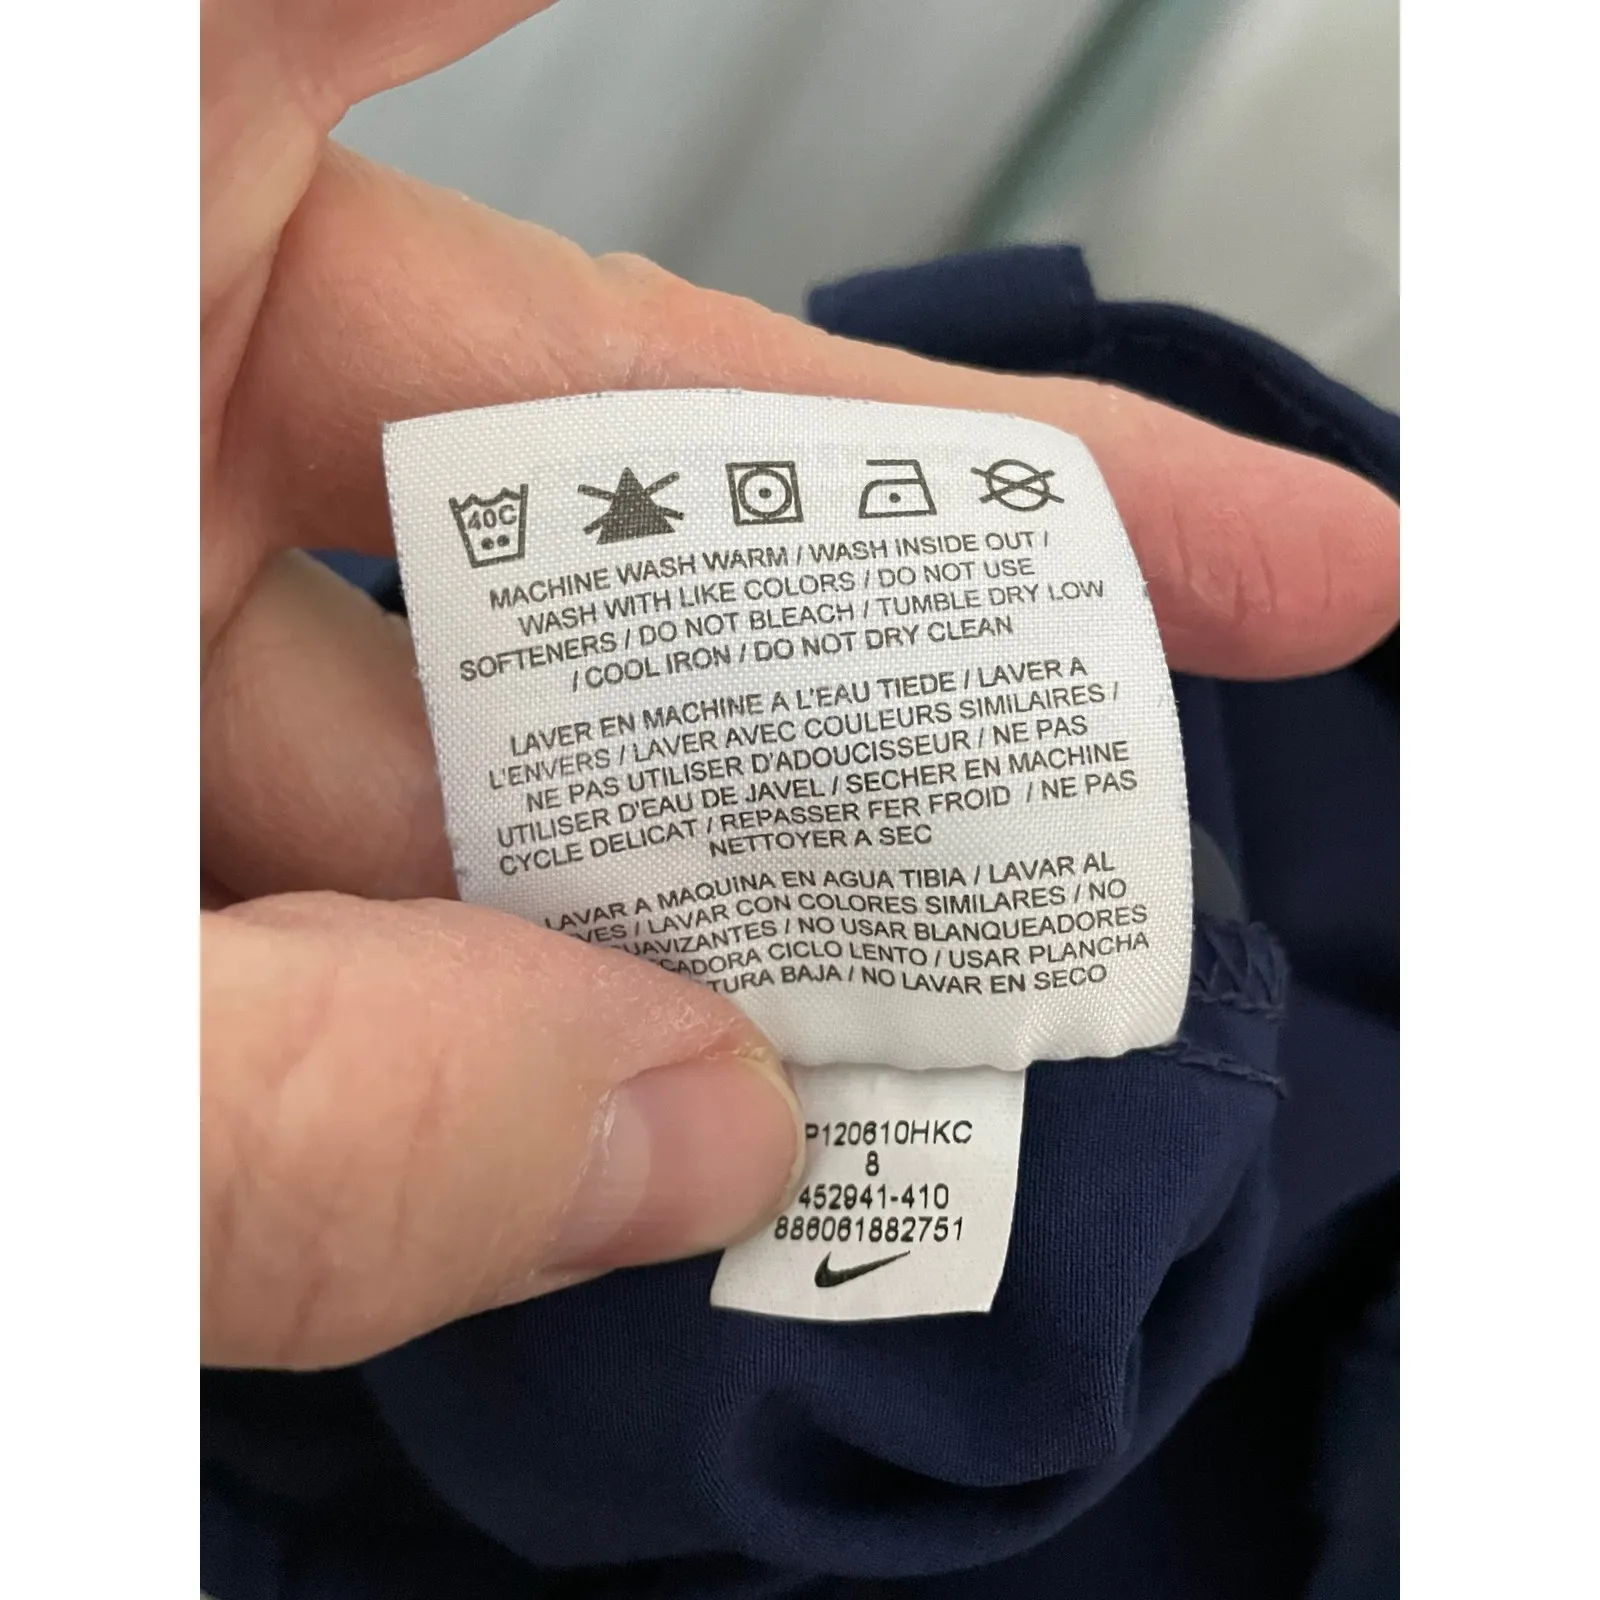 40C
MACHINE WASH WARM / WASH INSIDE OUT /
WASH WITH LIKE COLORS / DO NOT USE
SOFTENERS / DO NOT BLEACH / TUMBLE DRY LOW
/ COOL IRON / DO NOT DRY CLEAN
LAVER EN MACHINE A L'EAU TIEDE / LAVER A
L'ENVERS / LAVER AVEC COULEURS SIMILAIRES /
NE PAS UTILISER D'ADOUCISSEUR / NE PAS
UTILISER D'EAU DE JAVEL / SECHER EN MACHINE
CYCLE DELICAT / REPASSER FER FROID / NE PAS
NETTOYER A SEC
LAVAR A MAQUINA EN AGUA TIBIA / LAVAR AL
/ LAVAR CON COLORES SIMILARES / NO
/ NO USAR BLANQUEADORES
CICLO LENTO / USAR PLANCHA
BAJA / NO LAVAR EN SECO
P120610HKC
8
452941-410
886061882751